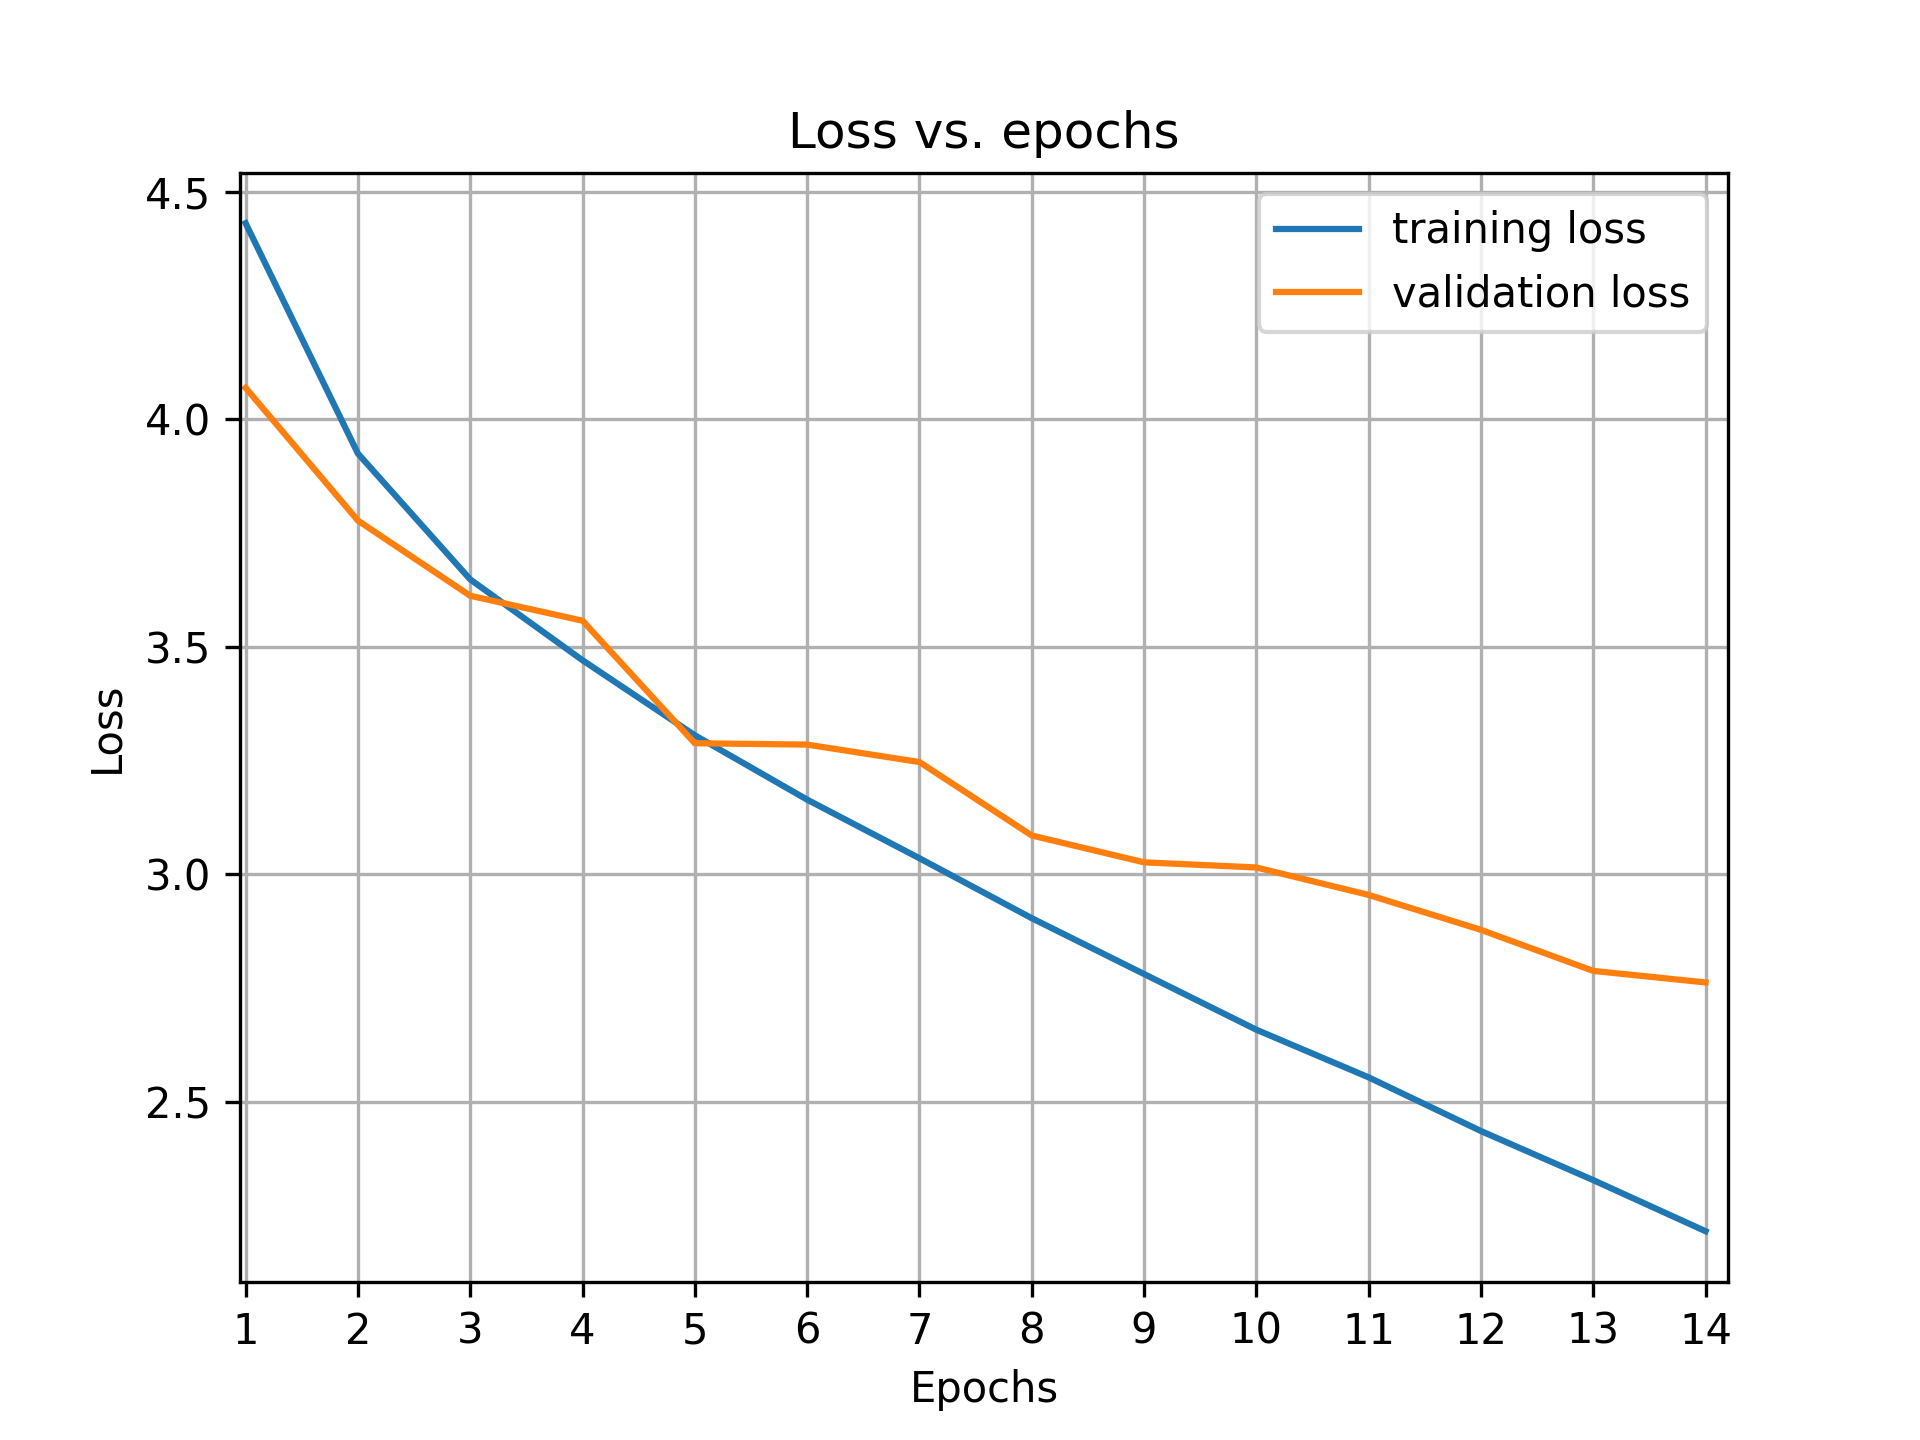 Loss vs. epochs
4.5
4.0
3.5
3.0
2.5
Loss
training loss
validation loss
1 2 3 4 5 6 7 8 9 10 11 12 13 14
Epochs